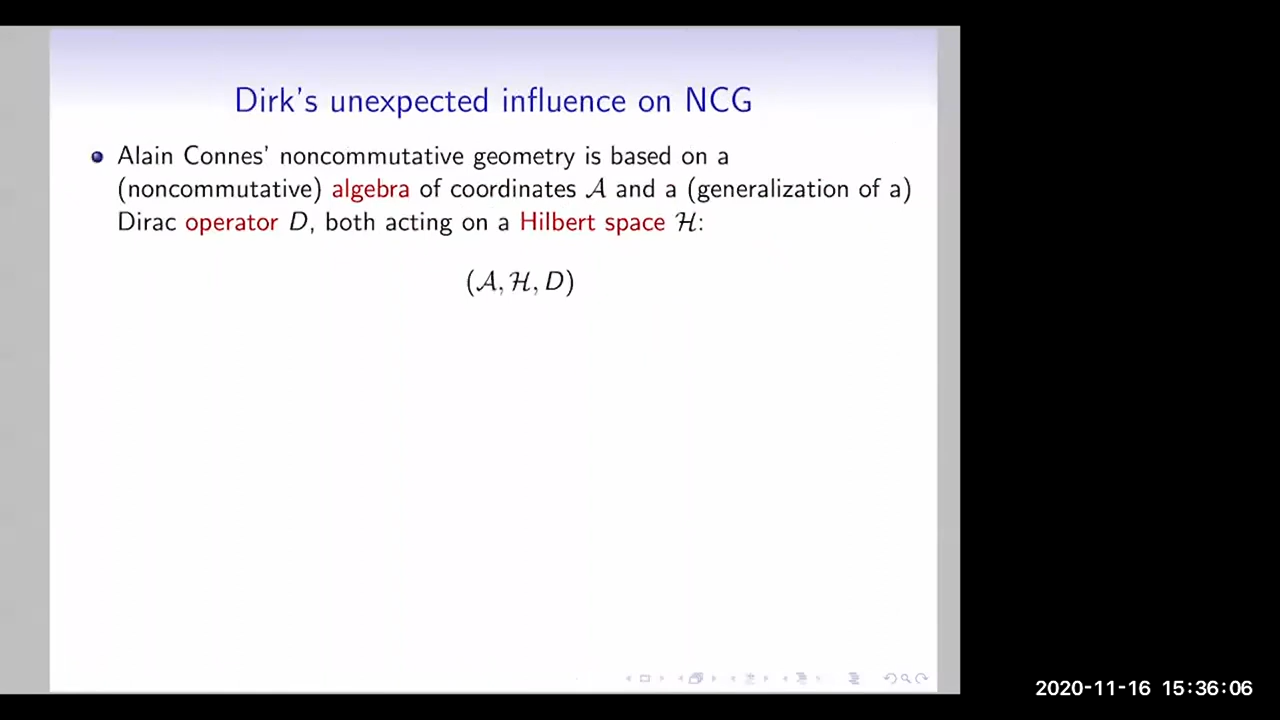 Dirk's unexpected influence on NCG
Alain Connes' noncommutative geometry is based on a
(noncommutative) algebra of coordinates 𝒜 and a (generalization of a)
Dirac operator D, both acting on a Hilbert space ℋ:
(𝒜, ℋ, D)
2020-11-16 15:36:06